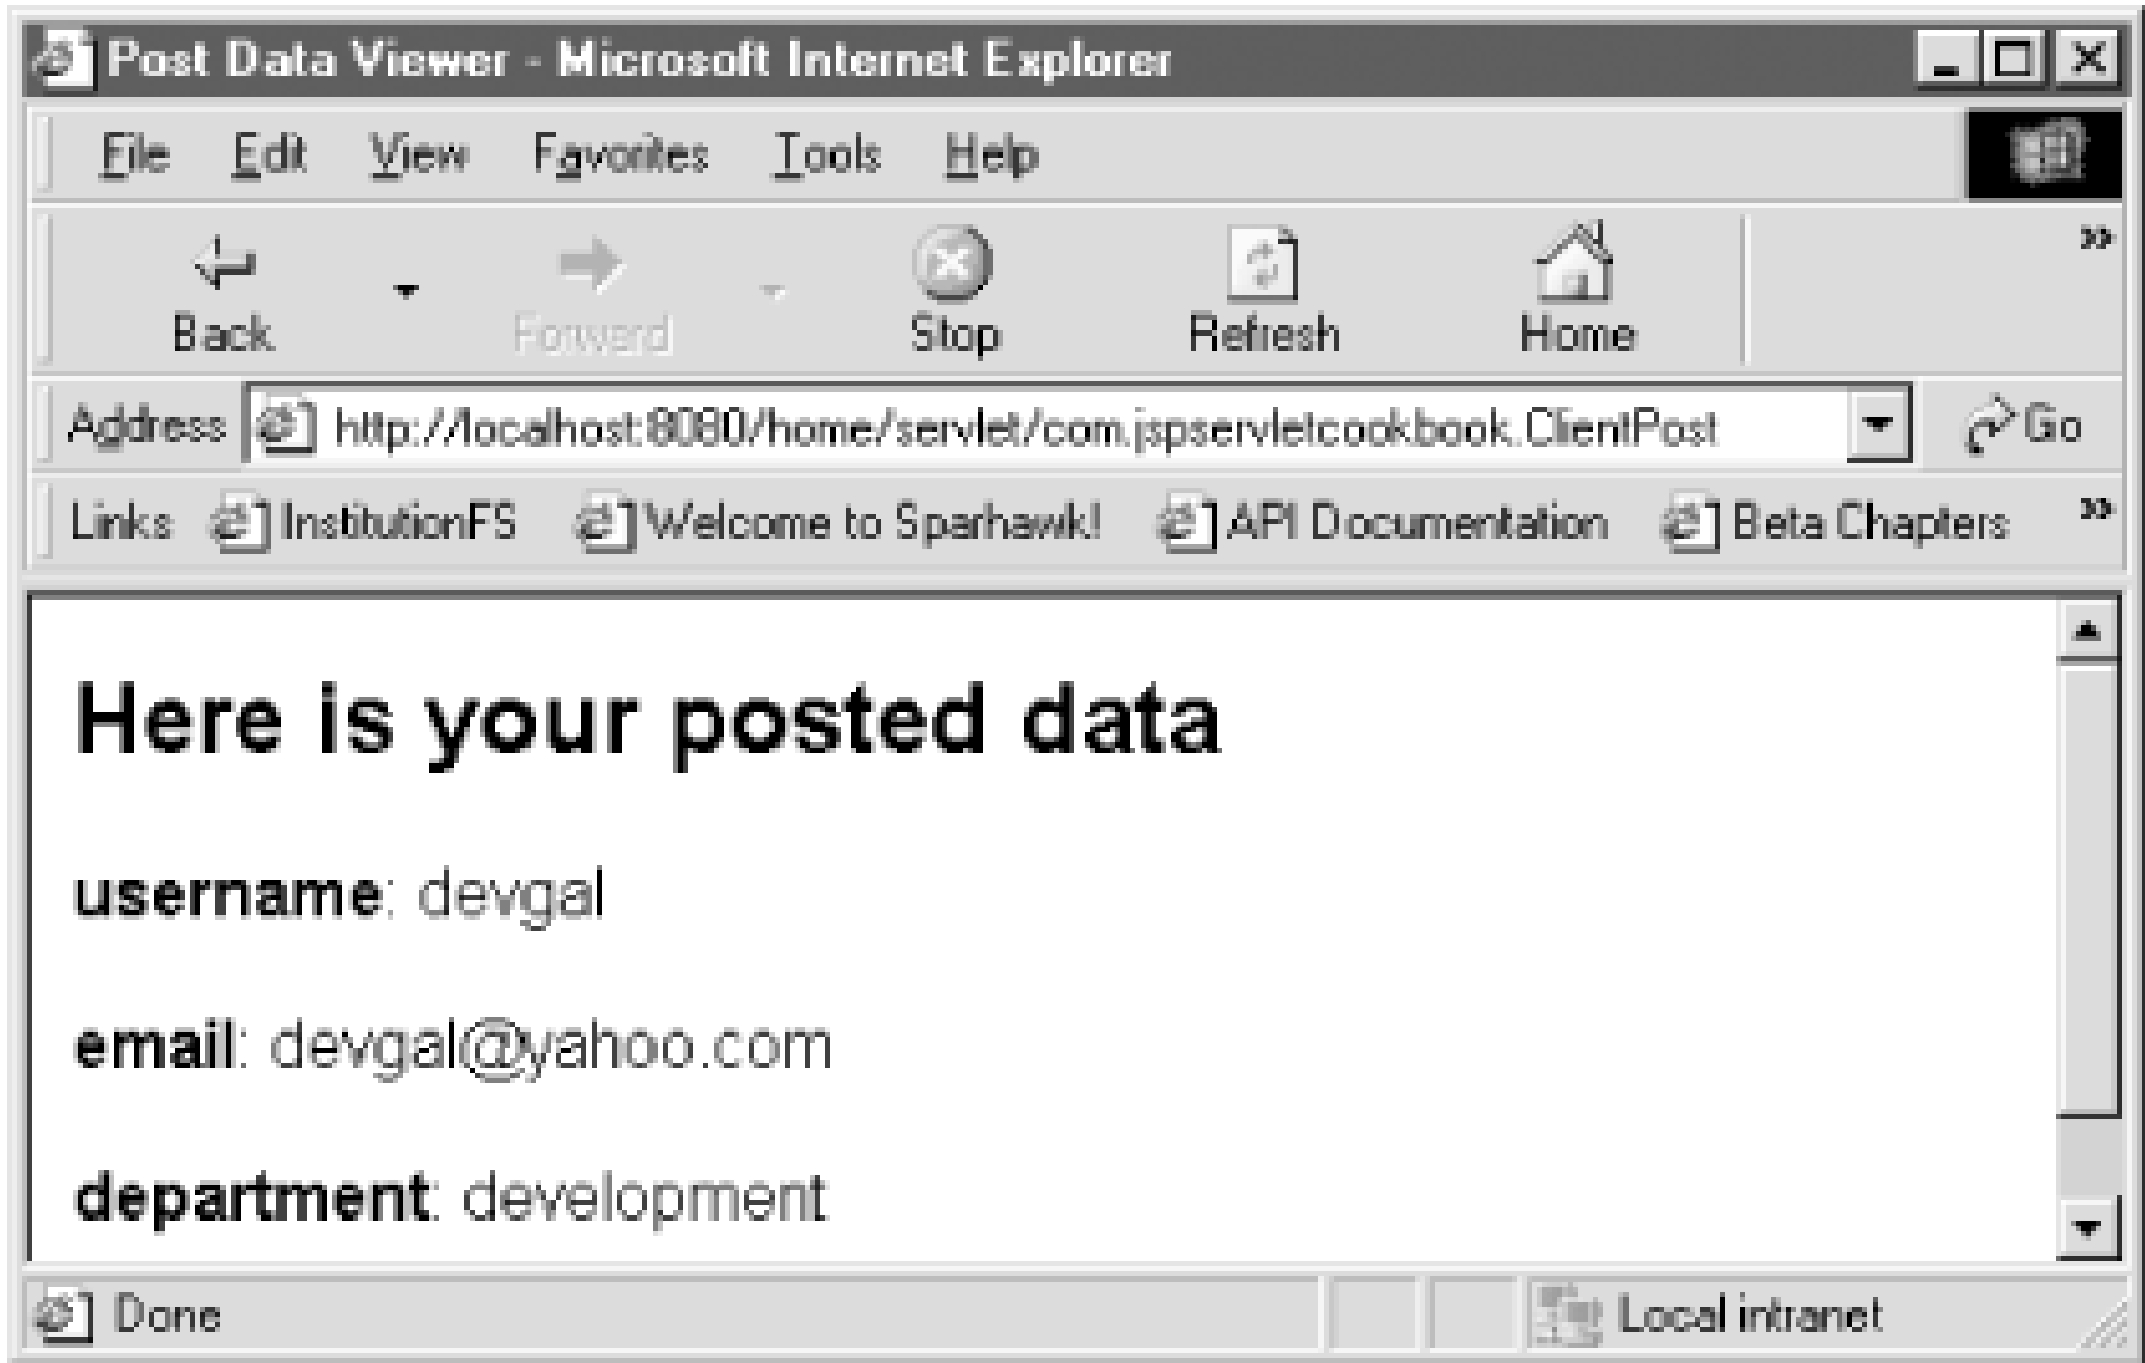 Post Data Viewer - Microsoft Internet Explorer
File Edit View Favorites Tools Help
Back Forward Stop Refresh Home »
Address http://localhost:8080/home/servlet/com.jspservletcookbook.ClientPost Go
Links InstitutionFS Welcome to Sparhawk! API Documentation Beta Chapters »
Here is your posted data
username: devgal
email: devgal@yahoo.com
department: development
Done Local intranet